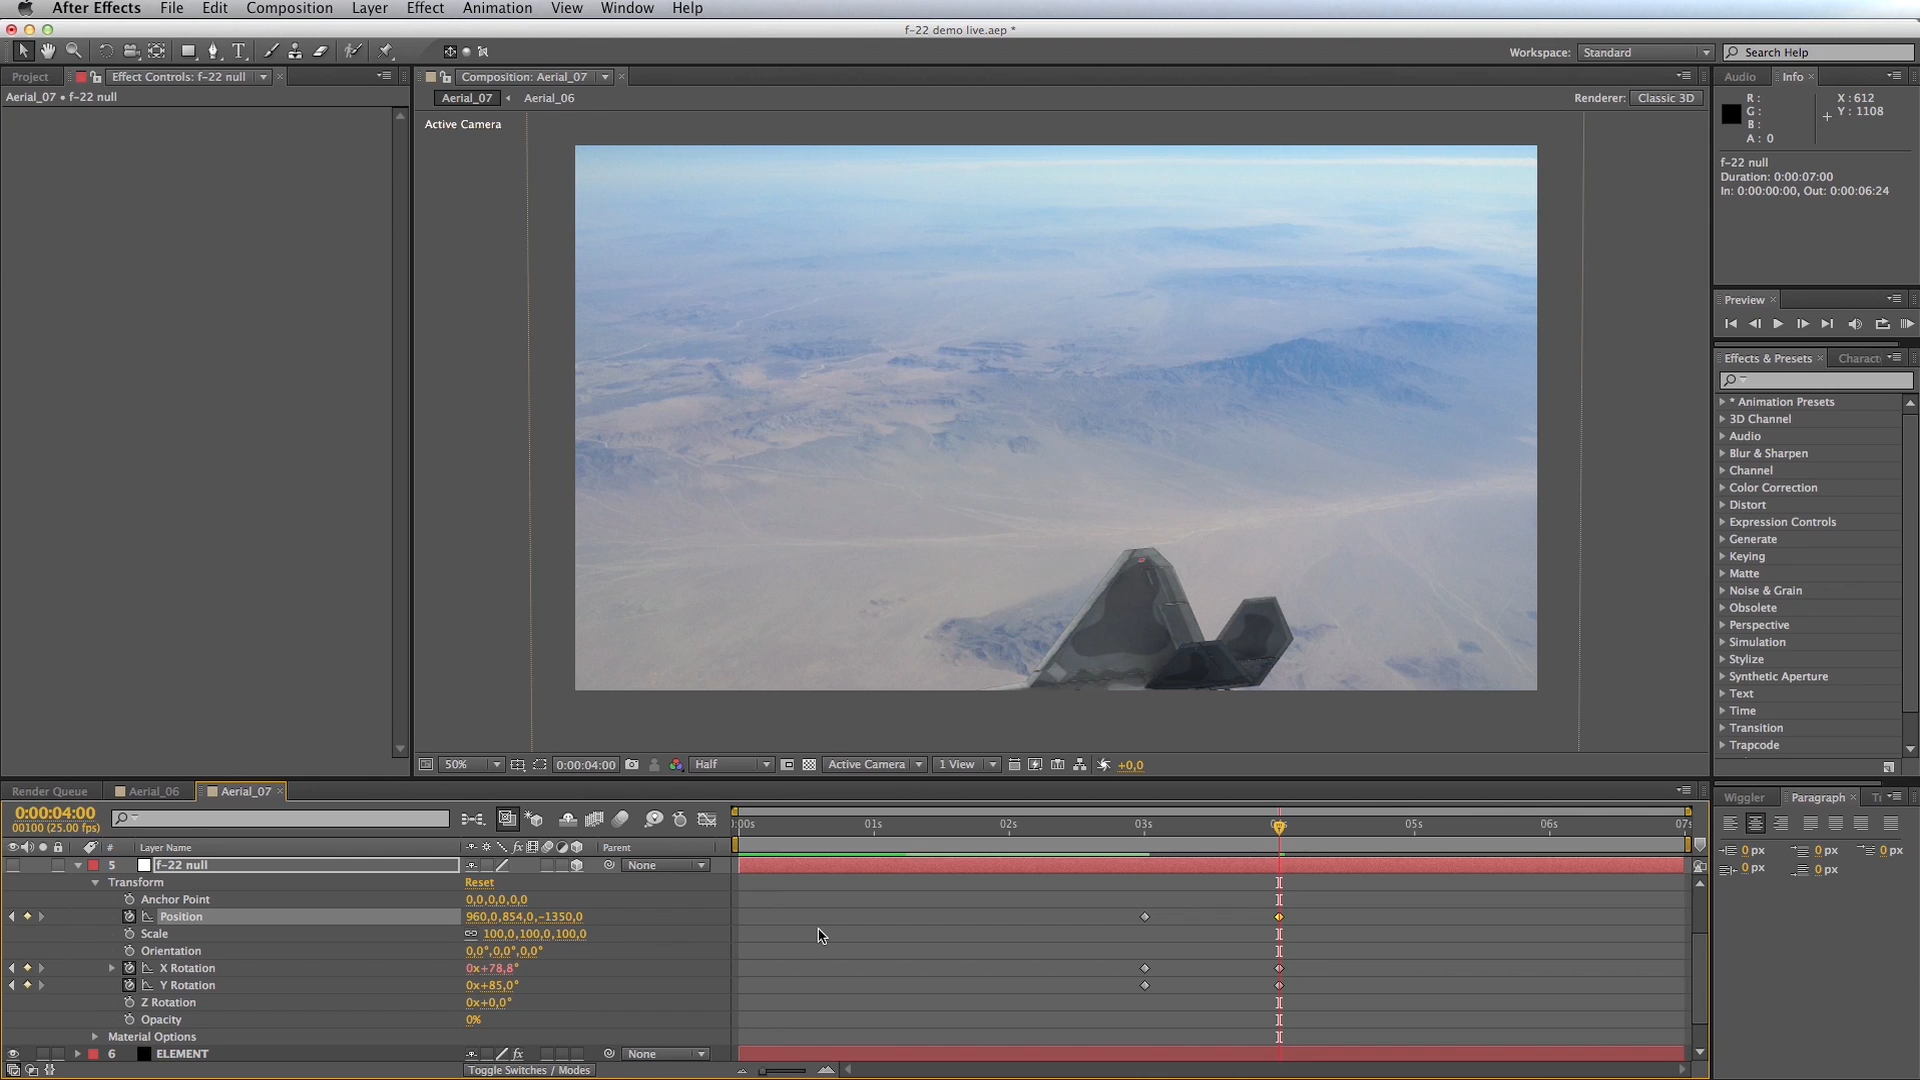 After Effects File Edit Composition Layer Effect Animation View Window Help
f-22 demo live.aep *
Workspace: Standard
Search Help
Project
Effect Controls: f-22 null
Composition: Aerial_07
Audio
Info
Aerial_07 • f-22 null
Aerial_07
Aerial_06
Renderer: Classic 3D
R :
G :
B :
A : 0
X : 612
Y : 1108
Active Camera
f-22 null
Duration: 0:00:07:00
In: 0:00:00:00, Out: 0:00:06:24
Preview
Effects & Presets
Charact
* Animation Presets
3D Channel
Audio
Blur & Sharpen
Channel
Color Correction
Distort
Expression Controls
Generate
Keying
Matte
Noise & Grain
Obsolete
Perspective
Simulation
Stylize
Synthetic Aperture
Text
Time
Transition
Trapcode
50%
0:00:04:00
Half
Active Camera
1 View
+0,0
Render Queue
Aerial_06
Aerial_07
Wiggler
Paragraph
0:00:04:00
00100 (25.00 fps)
:00s 01s 02s 03s 05s 06s 07s
# Layer Name
fx
Parent
0 px 0 px 0 px
0 px 0 px
5 f-22 null None
Transform Reset
Anchor Point 0,0,0,0,0,0
Position 960,0,854,0,-1350,0
Scale 100,0,100,0,100,0
Orientation 0,0°,0,0°,0,0°
X Rotation 0x+78,8°
Y Rotation 0x+85,0°
Z Rotation 0x+0,0°
Opacity 0%
Material Options
6 ELEMENT fx None
Toggle Switches / Modes